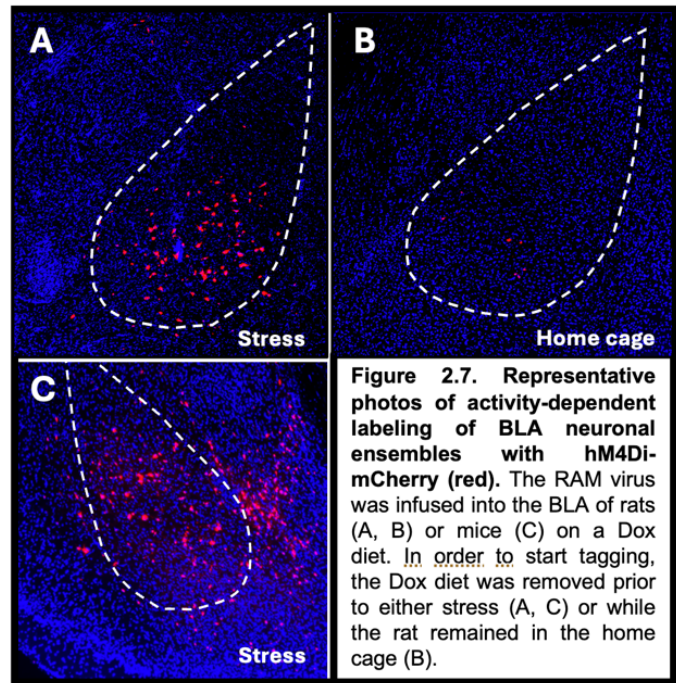 A
B
Stress
Home cage
C
Stress
Figure 2.7. Representative
photos of activity-dependent
labeling of BLA neuronal
ensembles with hM4Di-
mCherry (red). The RAM virus
was infused into the BLA of rats
(A, B) or mice (C) on a Dox
diet. In order to start tagging,
the Dox diet was removed prior
to either stress (A, C) or while
the rat remained in the home
cage (B).